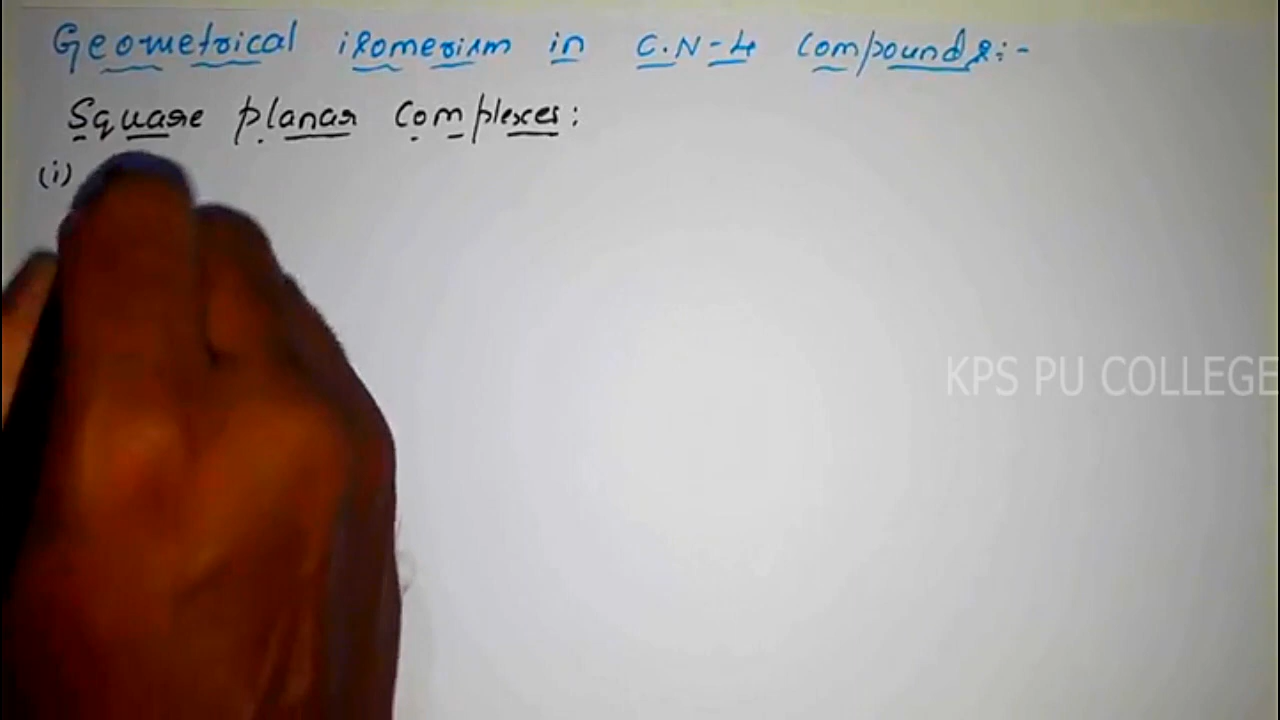 Geometrical isomerism in C.N-4 Compounds:-
Square planar Complexes:
(i)
KPS PU COLLEGE